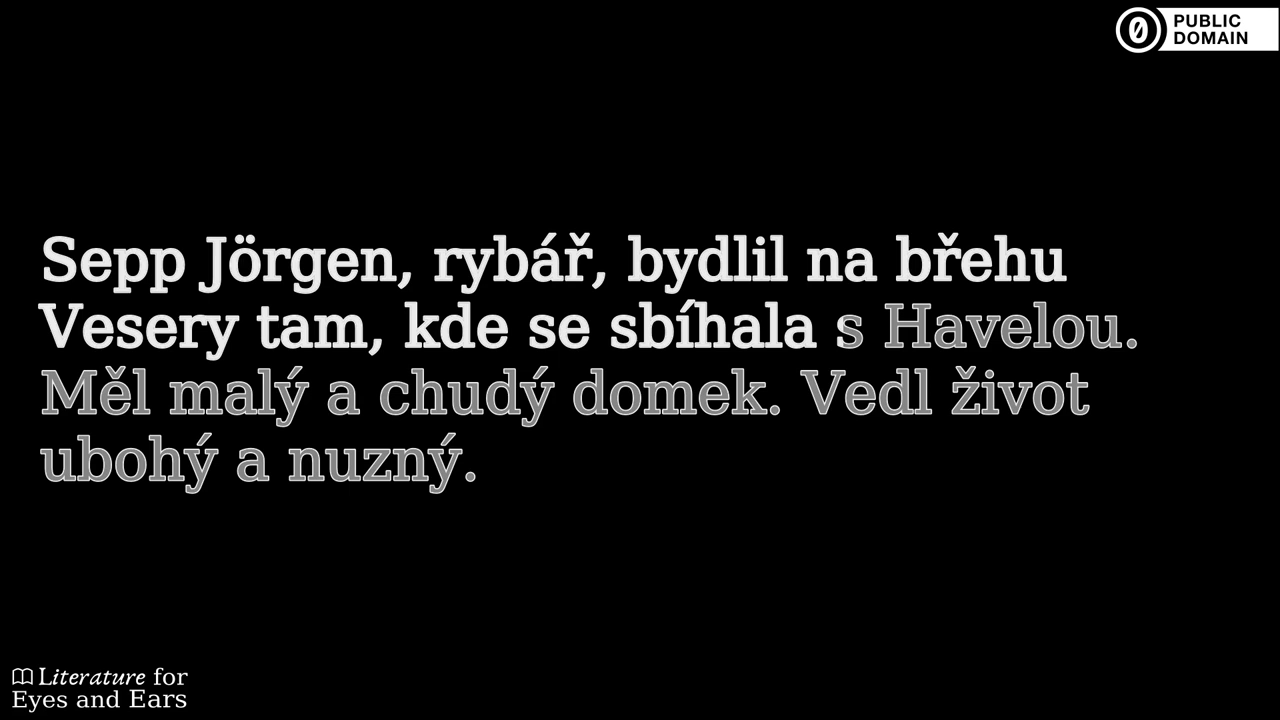 PUBLIC
DOMAIN
Sepp Jörgen, rybář, bydlil na břehu
Vesery tam, kde se sbíhala s Havelou.
Měl malý a chudý domek. Vedl život
ubohý a nuzný.
Literature for
Eyes and Ears